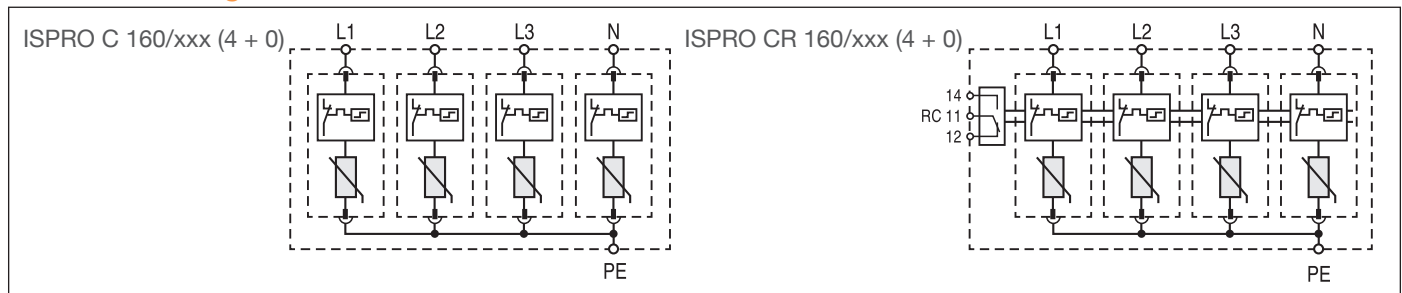 ISPRO C 160/xxx (4 + 0)
L1 L2 L3 N
PE
ISPRO CR 160/xxx (4 + 0)
L1 L2 L3 N
14
RC 11
12
PE